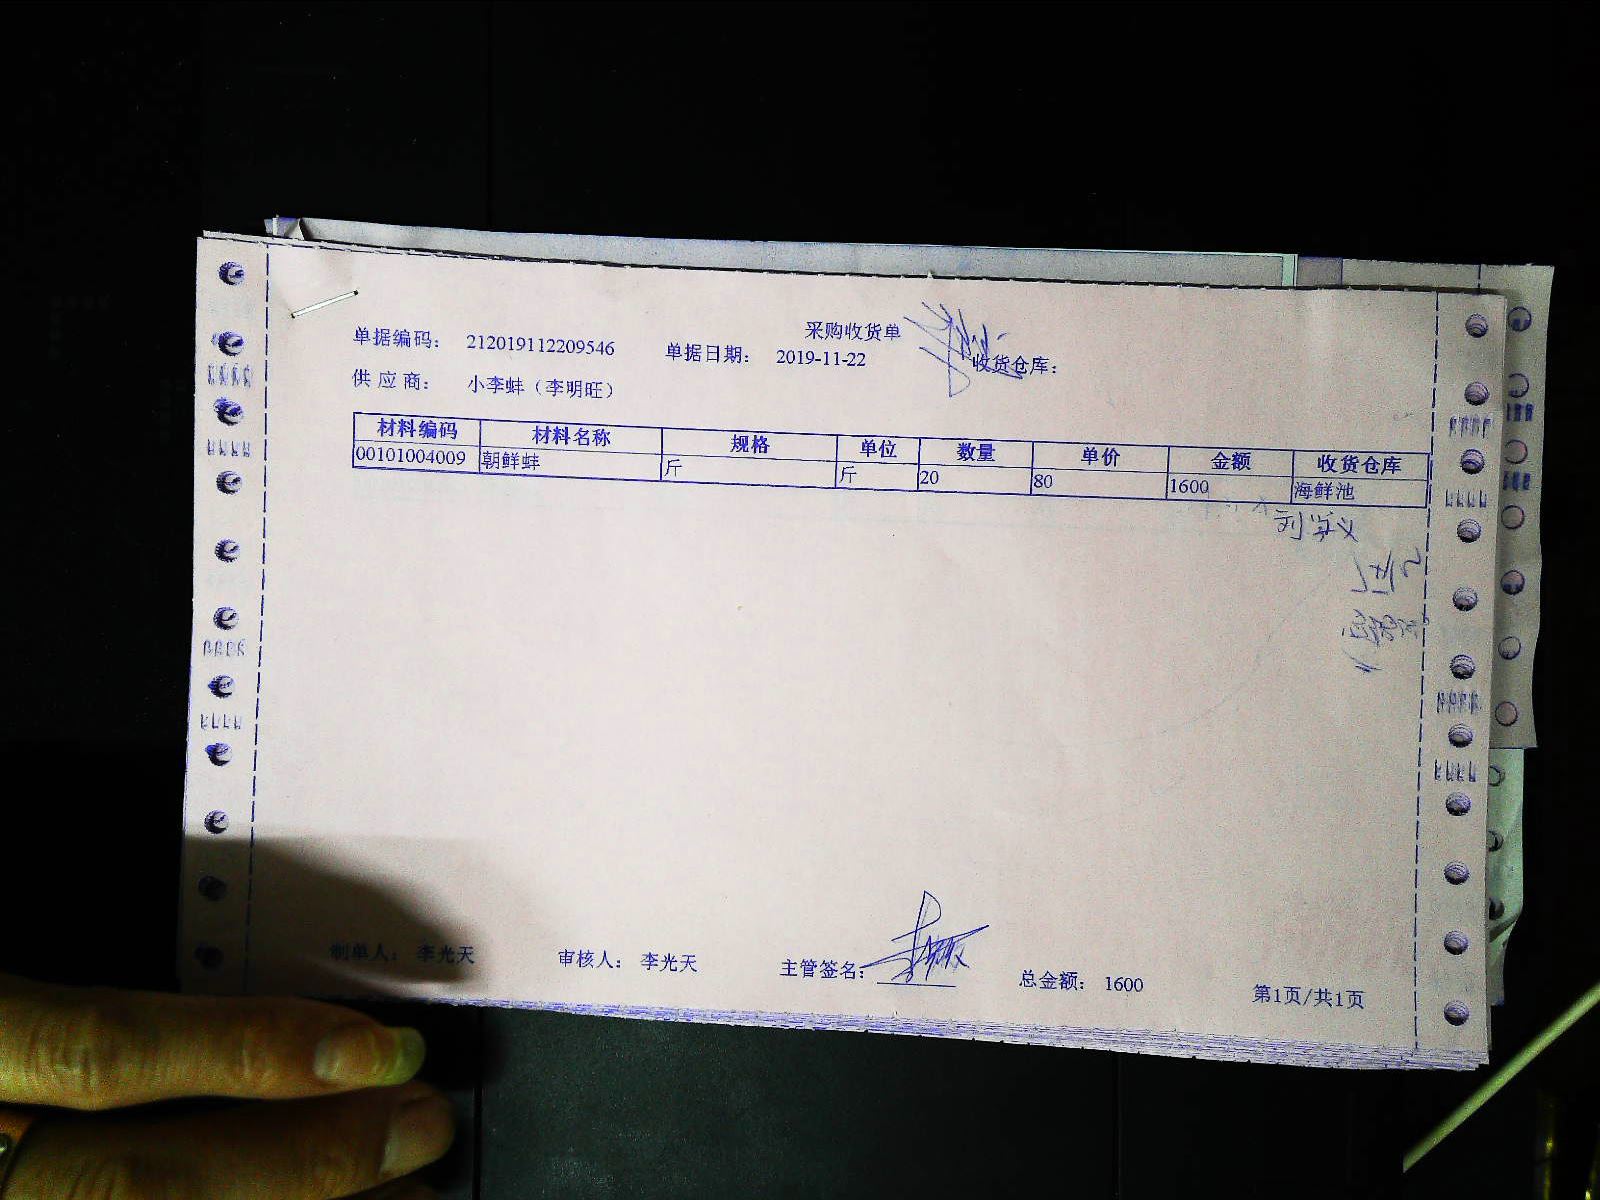 采购收货单
单据编码： 212019112209546 单据日期： 2019-11-22 收货仓库：
供 应 商： 小李蚌（李明旺）
材料编码 材料名称 规格 单位 数量 单价 金额 收货仓库
00101004009 朝鲜蚌 斤 斤 20 80 1600 海鲜池
制单人： 李光天 审核人： 李光天 主管签名： 总金额： 1600 第1页/共1页